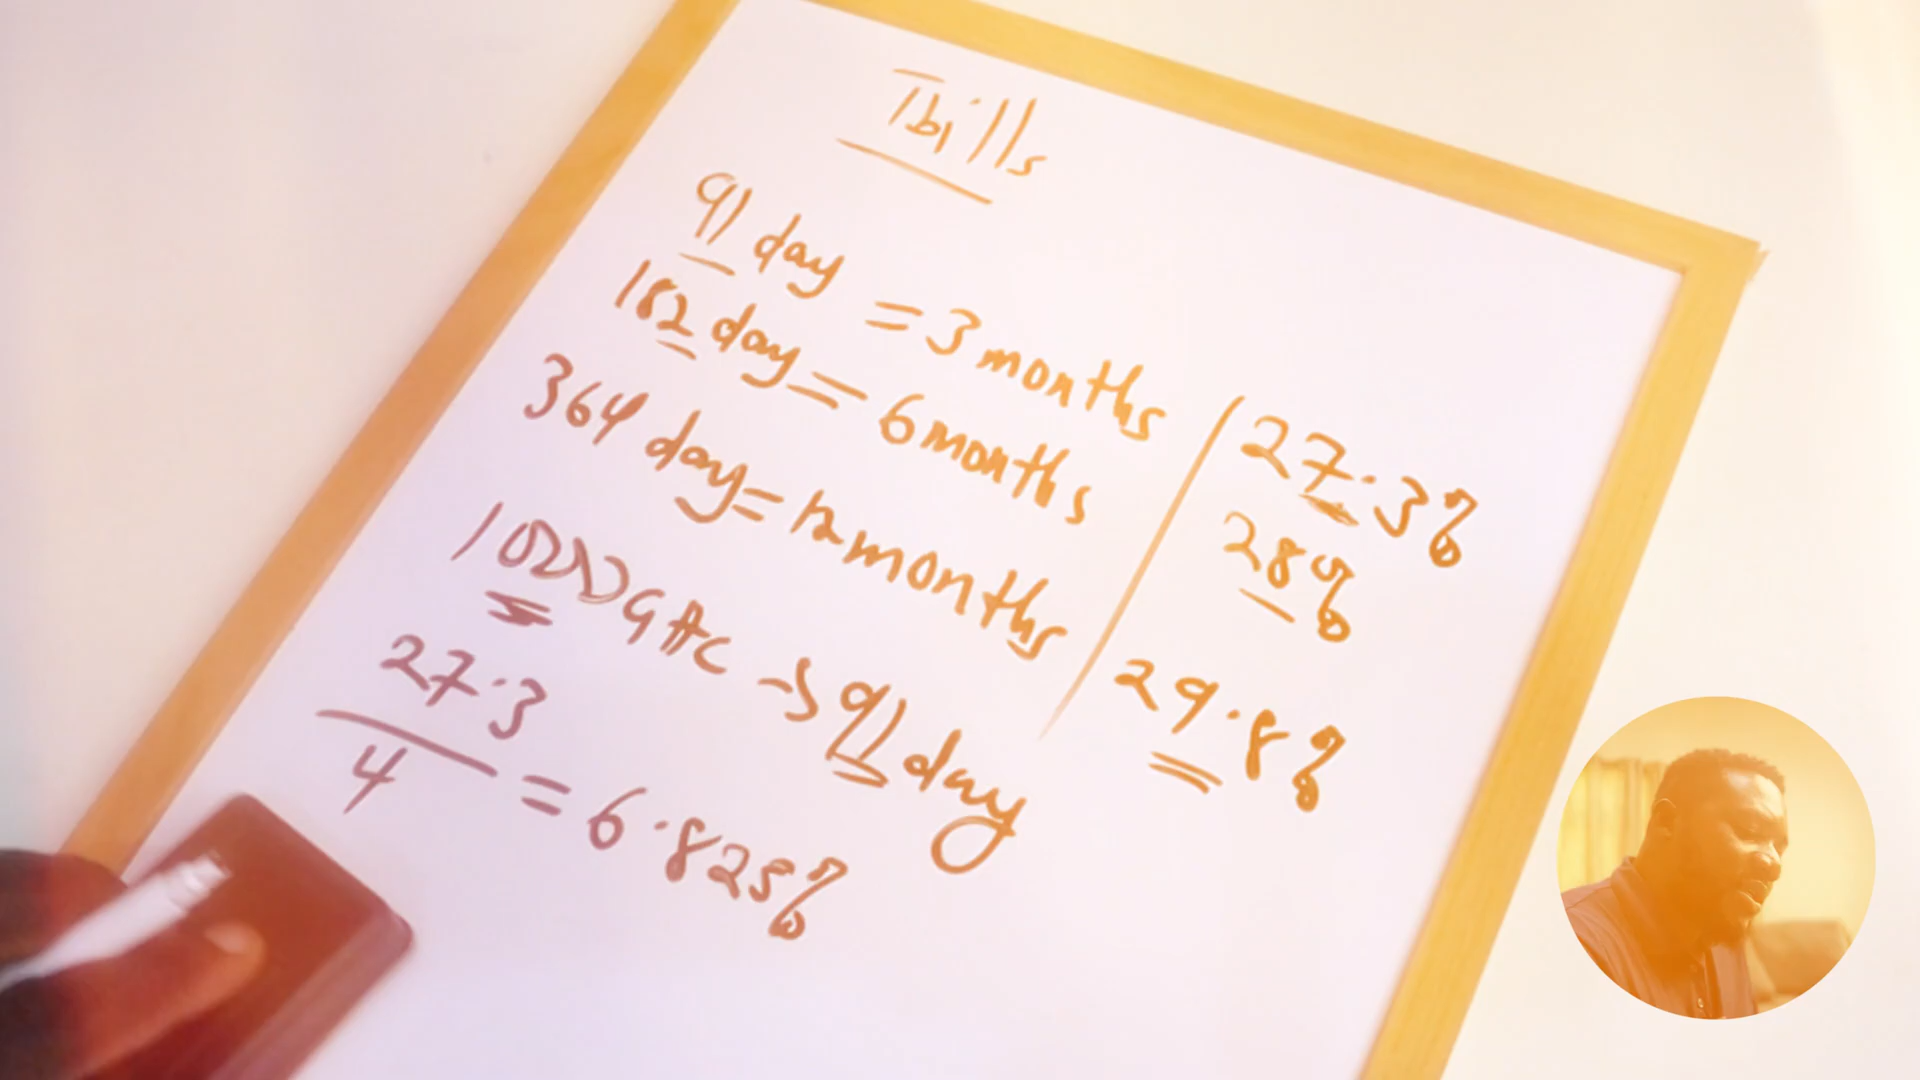 Tbills
91 day = 3 months | 27.3%
182 day = 6 months 28%
364 day = 12 months 29.8%
1000 GHC → 91 day
27.3
4
= 6.825%